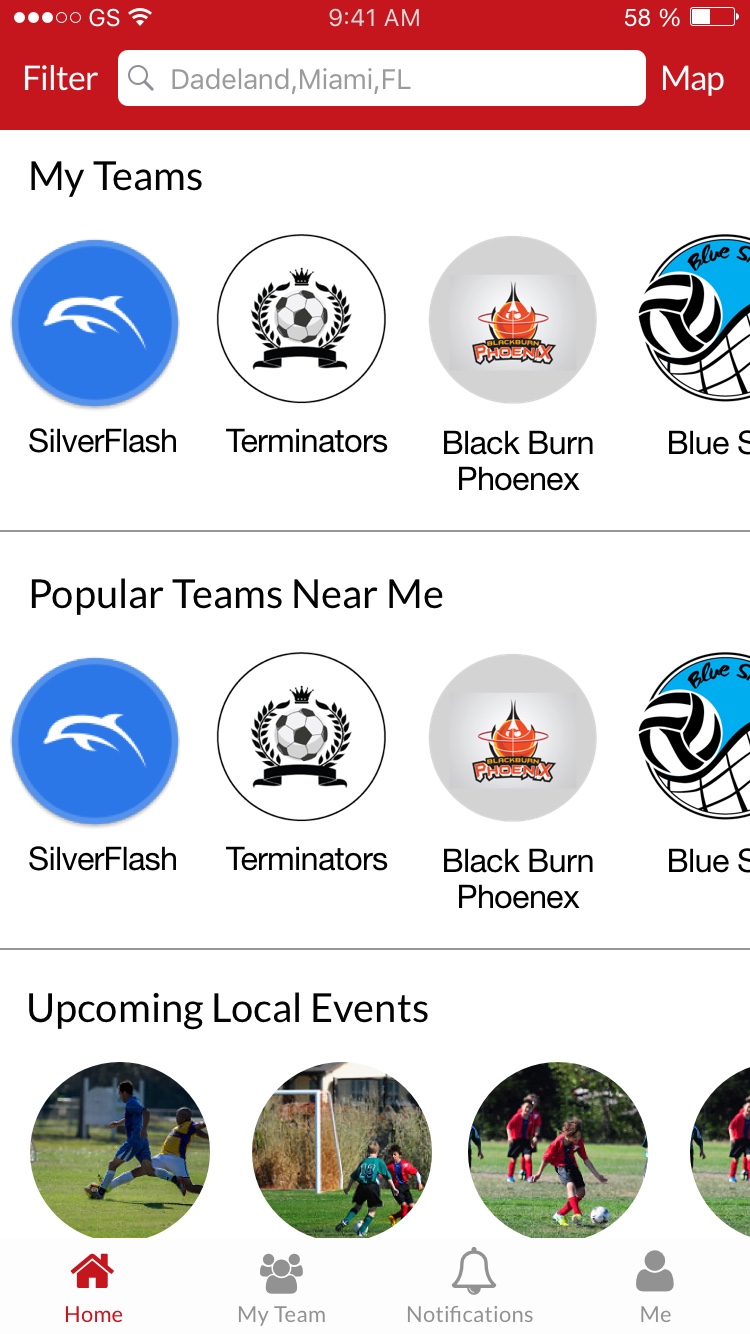 GS 9:41 AM 58 %
Filter Dadeland,Miami,FL Map
My Teams
Blue S
BLACKBURN
PHOENIX
SilverFlash Terminators Black Burn Blue S
Phoenex
Popular Teams Near Me
Blue S
BLACKBURN
PHOENIX
SilverFlash Terminators Black Burn Blue S
Phoenex
Upcoming Local Events
Home My Team Notifications Me